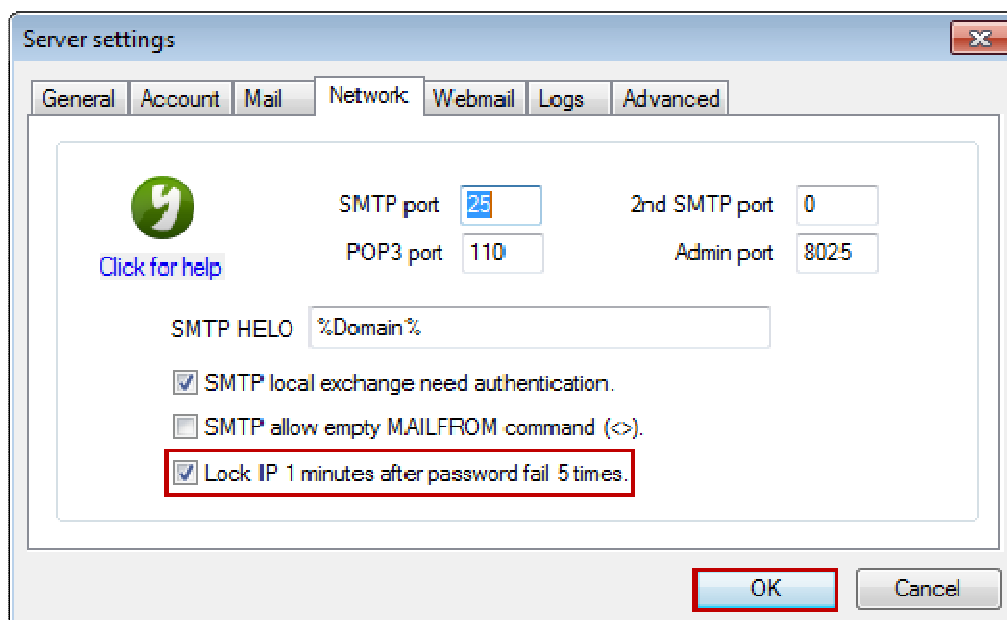 Server settings
General Account Mail Network Webmail Logs Advanced
SMTP port 25 2nd SMTP port 0
POP3 port 110 Admin port 8025
Click for help
SMTP HELO %Domain%
SMTP local exchange need authentication.
SMTP allow empty MAILFROM command (<>).
Lock IP 1 minutes after password fail 5 times.
OK Cancel